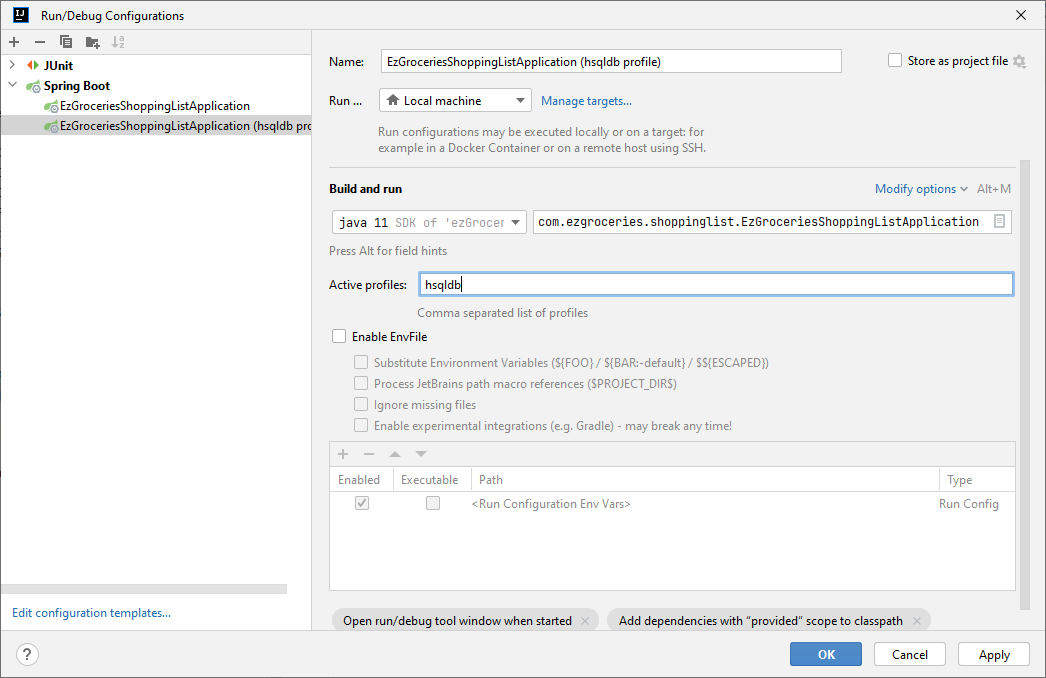 Run/Debug Configurations
JUnit
Spring Boot
EzGroceriesShoppingListApplication
EzGroceriesShoppingListApplication (hsqldb pro
Edit configuration templates...
Name: EzGroceriesShoppingListApplication (hsqldb profile)
Store as project file
Run ... Local machine Manage targets...
Run configurations may be executed locally or on a target: for
example in a Docker Container or on a remote host using SSH.
Build and run Modify options Alt+M
java 11 SDK of 'ezGrocer com.ezgroceries.shoppinglist.EzGroceriesShoppingListApplication
Press Alt for field hints
Active profiles: hsqldb
Comma separated list of profiles
Enable EnvFile
Substitute Environment Variables (${FOO} / ${BAR:-default} / $${ESCAPED})
Process JetBrains path macro references ($PROJECT_DIR$)
Ignore missing files
Enable experimental integrations (e.g. Gradle) - may break any time!
Enabled Executable Path Type
<Run Configuration Env Vars> Run Config
Open run/debug tool window when started × Add dependencies with “provided” scope to classpath ×
? OK Cancel Apply